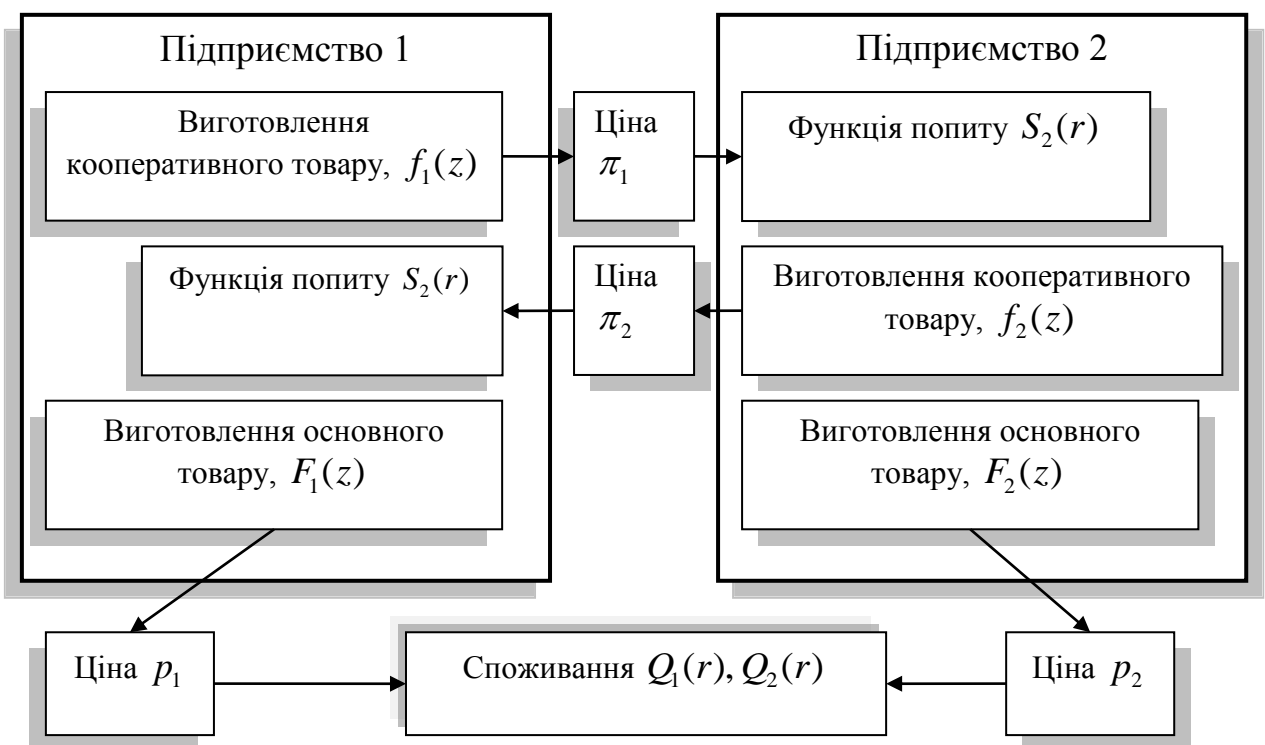 Підприємство 1
Виготовлення
кооперативного товару, f₁(z)
Ціна
π₁
Підприємство 2
Функція попиту S₂(r)
Функція попиту S₂(r)
Ціна
π₂
Виготовлення кооперативного
товару, f₂(z)
Виготовлення основного
товару, F₁(z)
Виготовлення основного
товару, F₂(z)
Ціна p₁
Споживання Q₁(r), Q₂(r)
Ціна p₂